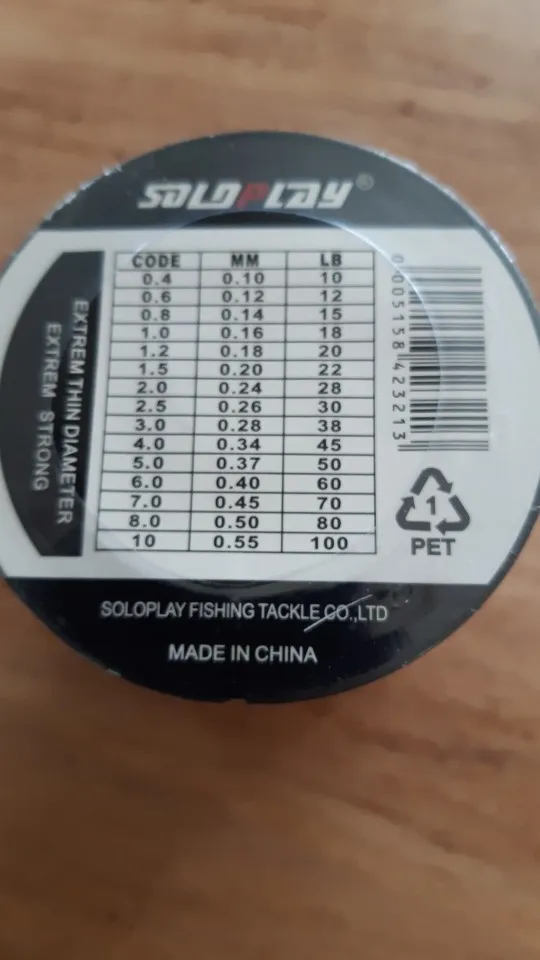 SOLOPLAY®
CODE MM LB
0.4 0.10 10
0.6 0.12 12
0.8 0.14 15
1.0 0.16 18
1.2 0.18 20
1.5 0.20 22
2.0 0.24 28
2.5 0.26 30
3.0 0.28 38
4.0 0.34 45
5.0 0.37 50
6.0 0.40 60
7.0 0.45 70
8.0 0.50 80
10 0.55 100
EXTREM THIN DIAMETER
EXTREM STRONG
0 005158 423213
1
PET
SOLOPLAY FISHING TACKLE CO.,LTD
MADE IN CHINA